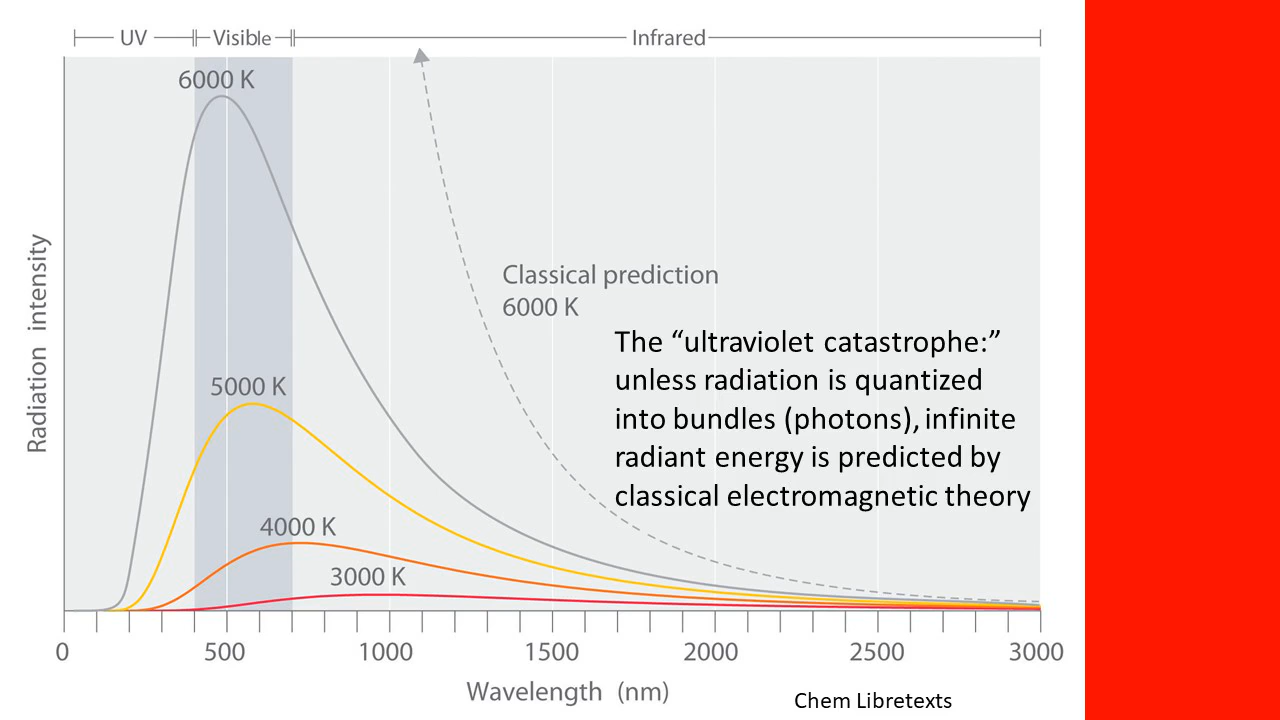 UV Visible Infrared
6000 K
Classical prediction
6000 K
The “ultraviolet catastrophe:”
unless radiation is quantized
into bundles (photons), infinite
radiant energy is predicted by
classical electromagnetic theory
5000 K
4000 K
3000 K
Radiation intensity
0 500 1000 1500 2000 2500 3000
Wavelength (nm)
Chem Libretexts